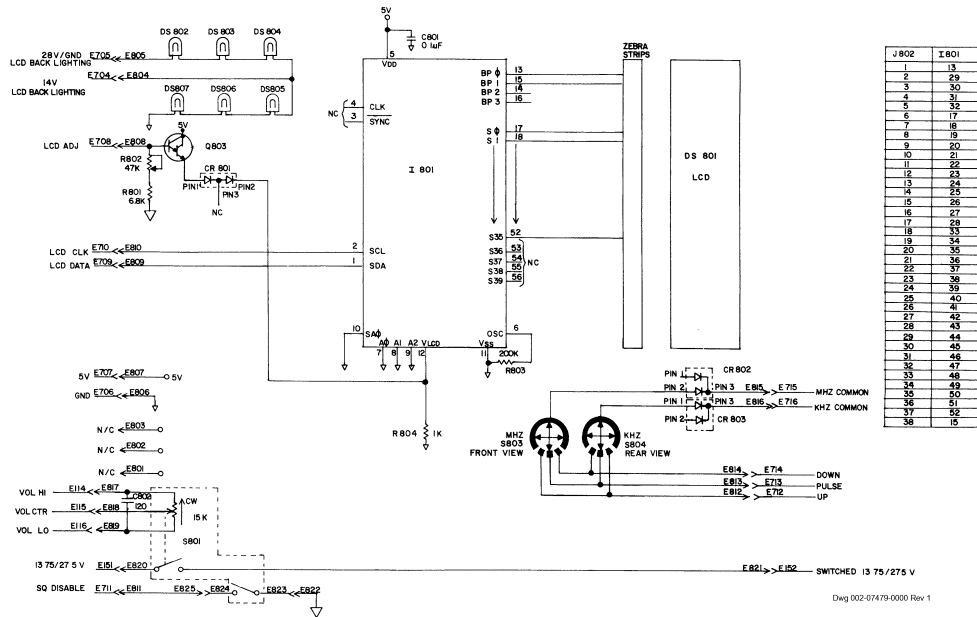 5V
C801
0.1uF
DS 802 DS 803 DS 804
28V/GND
LCD BACK LIGHTING
E705 E805
14V
LCD BACK LIGHTING
E704 E804
DS807 DS806 DS805
5V
LCD ADJ E708 E808
Q803
R802
47K
CR 801
PIN1 PIN2
PIN3
NC
R801
6.8K
LCD CLK E710 E810
LCD DATA E709 E809
5
VDD
NC
4 CLK
3 SYNC
I 801
BP 0 13
BP 1 15
BP 2 14
BP 3 16
S 0 17
S 1 18
S35 52
S36 53
S37 54
S38 55
S39 56
NC
2 SCL
1 SDA
10 SA0
A0 A1 A2 VLCD
7 8 9 12
OSC 6
VSS
11
200K
R803
R804 1K
ZEBRA
STRIPS
DS 801
LCD
5V E707 E807 5V
GND E706 E806
N/C E803
N/C E802
N/C E801
VOL HI E114 E817
C802
120
CW
15 K
VOL CTR E115 E818
VOL LO E116 E819
S801
13 75/27 5 V E151 E820
SQ DISABLE E711 E811 E825 E824 E823 E822
PIN 1 CR 802
PIN 2 PIN 3 E815 E715 MHZ COMMON
PIN 1 PIN 3 E816 E716 KHZ COMMON
PIN 2 CR 803
MHZ
S803
FRONT VIEW
KHZ
S804
REAR VIEW
E814 E714 DOWN
E813 E713 PULSE
E812 E712 UP
E821 E152 SWITCHED 13 75/275 V
Dwg 002-07479-0000 Rev 1
J802 I801
1 13
2 29
3 30
4 31
5 32
6 17
7 18
8 19
9 20
10 21
11 22
12 23
13 24
14 25
15 26
16 27
17 28
18 33
19 34
20 35
21 36
22 37
23 38
24 39
25 40
26 41
27 42
28 43
29 44
30 45
31 46
32 47
33 48
34 49
35 50
36 51
37 52
38 15